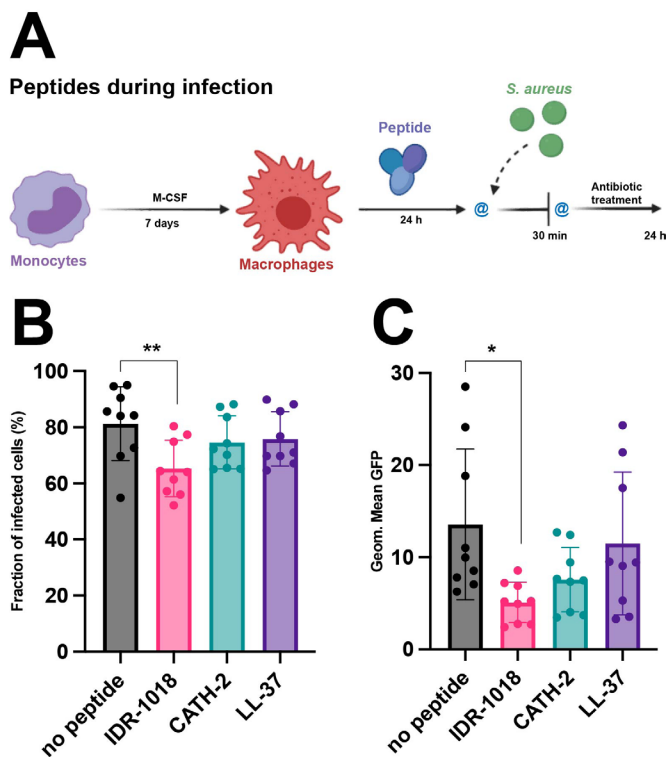 A
Peptides during infection
S. aureus
Peptide
M-CSF
7 days
24 h
@
@
30 min
Antibiotic
treatment
24 h
Monocytes
Macrophages
B
Fraction of infected cells (%)
100
80
60
40
20
0
**
no peptide
IDR-1018
CATH-2
LL-37
C
Geom. Mean GFP
30
20
10
0
*
no peptide
IDR-1018
CATH-2
LL-37